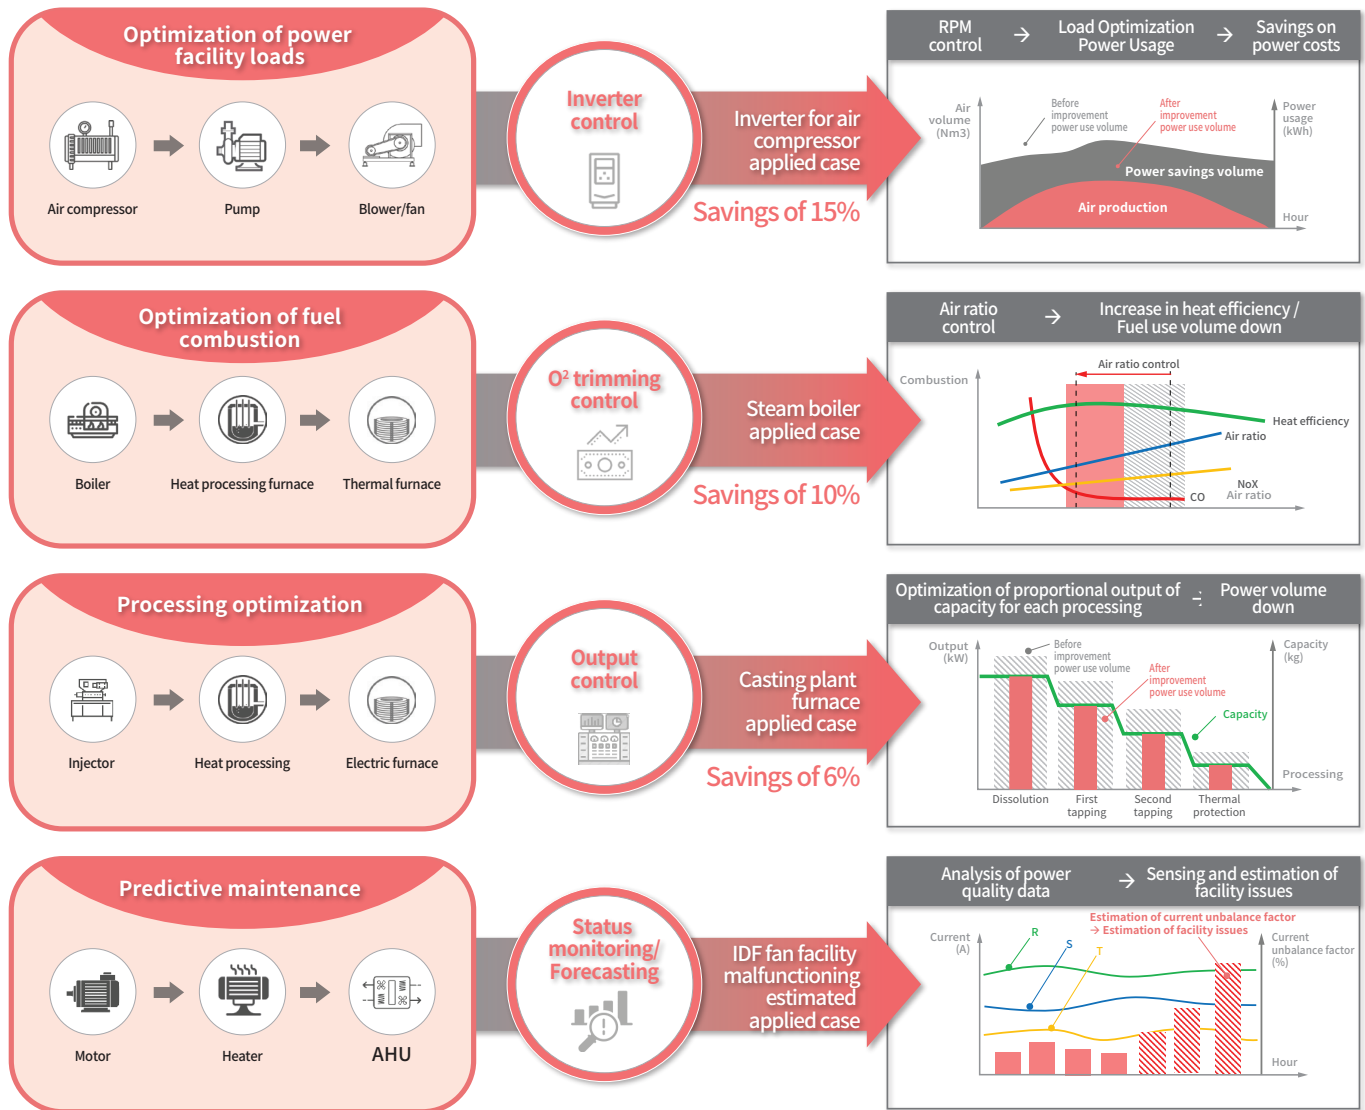 Optimization of power
facility loads
Air compressor
Pump
Blower/fan
Inverter
control
Inverter for air
compressor
applied case
Savings of 15%
RPM
control
→
Load Optimization
Power Usage
→
Savings on
power costs
Air
volume
(Nm3)
Before
improvement
power use volume
After
improvement
power use volume
Power
usage
(kWh)
Power savings volume
Air production
Hour
Optimization of fuel
combustion
Boiler
Heat processing furnace
Thermal furnace
O² trimming
control
Steam boiler
applied case
Savings of 10%
Air ratio
control
→
Increase in heat efficiency /
Fuel use volume down
Air ratio control
Combustion
Heat efficiency
Air ratio
NoX
CO
Air ratio
Processing optimization
Injector
Heat processing
Electric furnace
Output
control
Casting plant
furnace
applied case
Savings of 6%
Optimization of proportional output of
capacity for each processing
→
Power volume
down
Output
(kW)
Before
improvement
power use volume
After
improvement
power use volume
Capacity
(kg)
Capacity
Processing
Dissolution
First
tapping
Second
tapping
Thermal
protection
Predictive maintenance
Motor
Heater
AHU
Status
monitoring/
Forecasting
IDF fan facility
malfunctioning
estimated
applied case
Analysis of power
quality data
→
Sensing and estimation of
facility issues
Estimation of current unbalance factor
→ Estimation of facility issues
Current
(A)
R
S
T
Current
unbalance factor
(%)
Hour